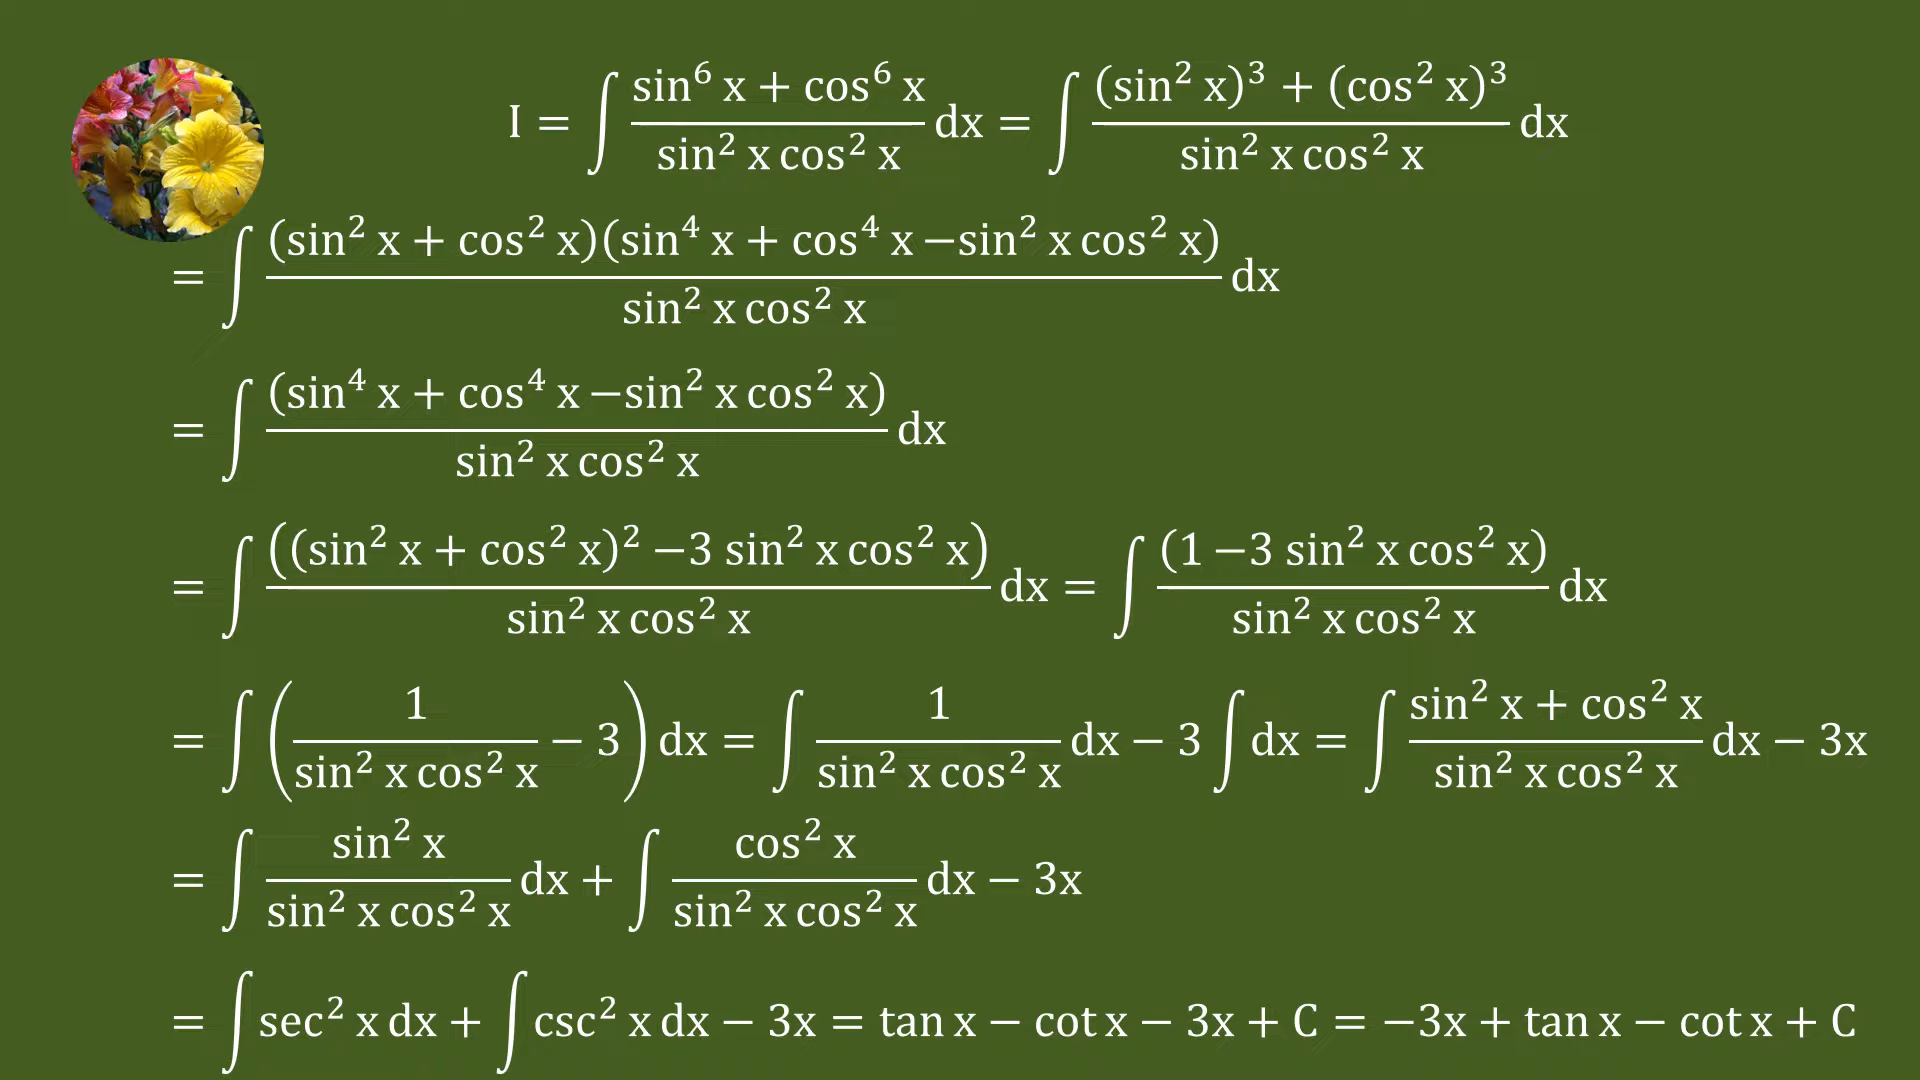 I = ∫ (sin⁶ x + cos⁶ x)/(sin² x cos² x) dx = ∫ ((sin² x)³ + (cos² x)³)/(sin² x cos² x) dx
= ∫ ((sin² x + cos² x)(sin⁴ x + cos⁴ x − sin² x cos² x))/(sin² x cos² x) dx
= ∫ (sin⁴ x + cos⁴ x − sin² x cos² x)/(sin² x cos² x) dx
= ∫ ((sin² x + cos² x)² − 3 sin² x cos² x)/(sin² x cos² x) dx = ∫ (1 − 3 sin² x cos² x)/(sin² x cos² x) dx
= ∫ (1/(sin² x cos² x) − 3) dx = ∫ 1/(sin² x cos² x) dx − 3 ∫ dx = ∫ (sin² x + cos² x)/(sin² x cos² x) dx − 3x
= ∫ sin² x/(sin² x cos² x) dx + ∫ cos² x/(sin² x cos² x) dx − 3x
= ∫ sec² x dx + ∫ csc² x dx − 3x = tan x − cot x − 3x + C = −3x + tan x − cot x + C